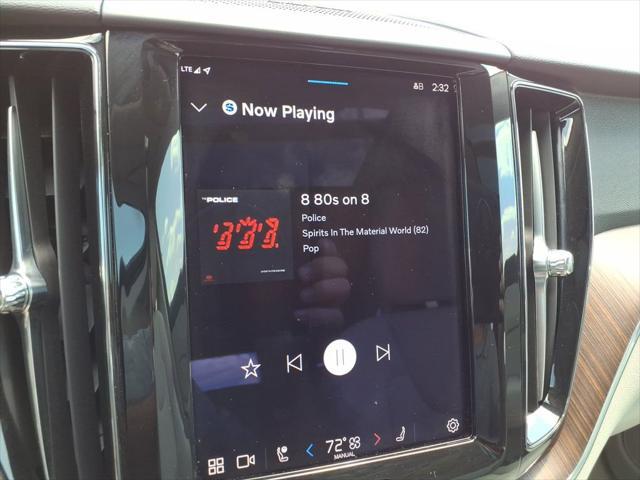 LTE
2:32
S Now Playing
THE POLICE
8 80s on 8
Police
Spirits In The Material World (82)
Pop
72°
MANUAL